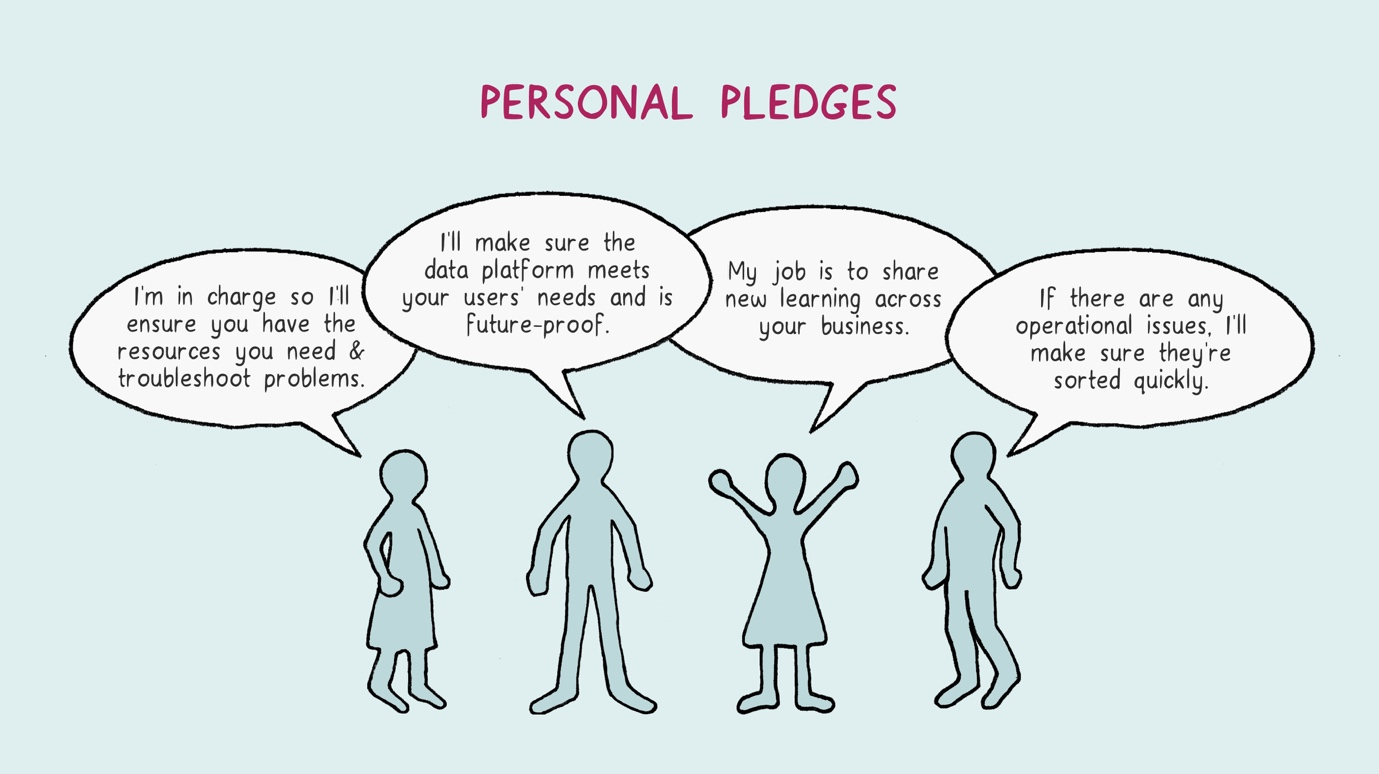 PERSONAL PLEDGES
I'm in charge so I'll
ensure you have the
resources you need &
troubleshoot problems.
I'll make sure the
data platform meets
your users' needs and is
future-proof.
My job is to share
new learning across
your business.
If there are any
operational issues, I'll
make sure they're
sorted quickly.